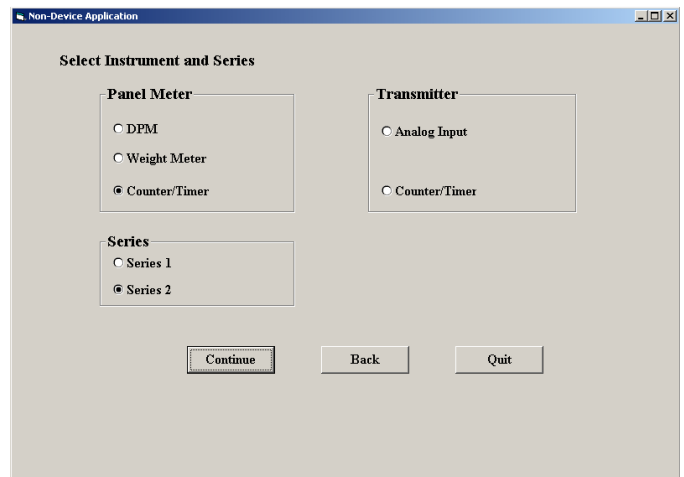 Non-Device Application
Select Instrument and Series
Panel Meter
DPM
Weight Meter
Counter/Timer
Transmitter
Analog Input
Counter/Timer
Series
Series 1
Series 2
Continue
Back
Quit